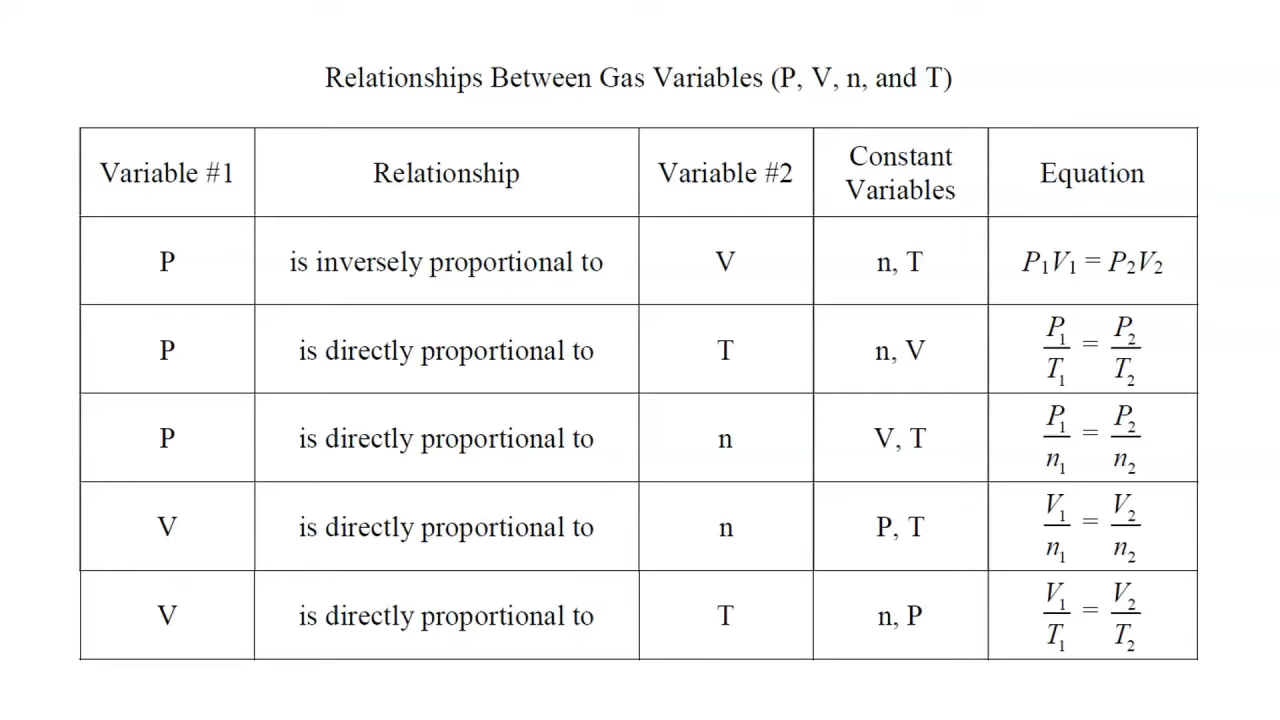 Relationships Between Gas Variables (P, V, n, and T)
Variable #1 Relationship Variable #2 Constant Variables Equation
P is inversely proportional to V n, T P₁V₁ = P₂V₂
P is directly proportional to T n, V P₁/T₁ = P₂/T₂
P is directly proportional to n V, T P₁/n₁ = P₂/n₂
V is directly proportional to n P, T V₁/n₁ = V₂/n₂
V is directly proportional to T n, P V₁/T₁ = V₂/T₂